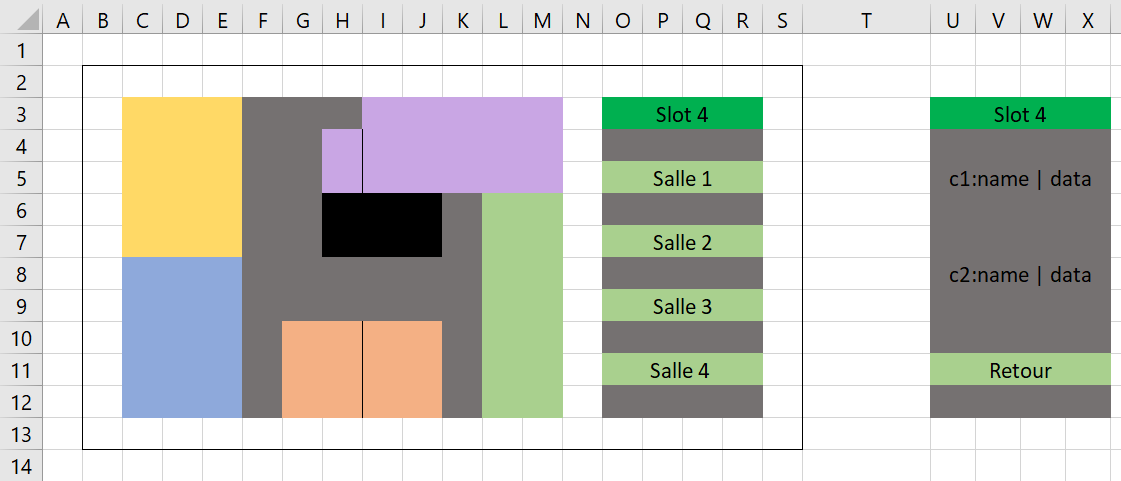 A B C D E F G H I J K L M N O P Q R S T U V W X
1
2
3 Slot 4 Slot 4
4
5 Salle 1 c1:name | data
6
7 Salle 2
8 c2:name | data
9 Salle 3
10
11 Salle 4 Retour
12
13
14